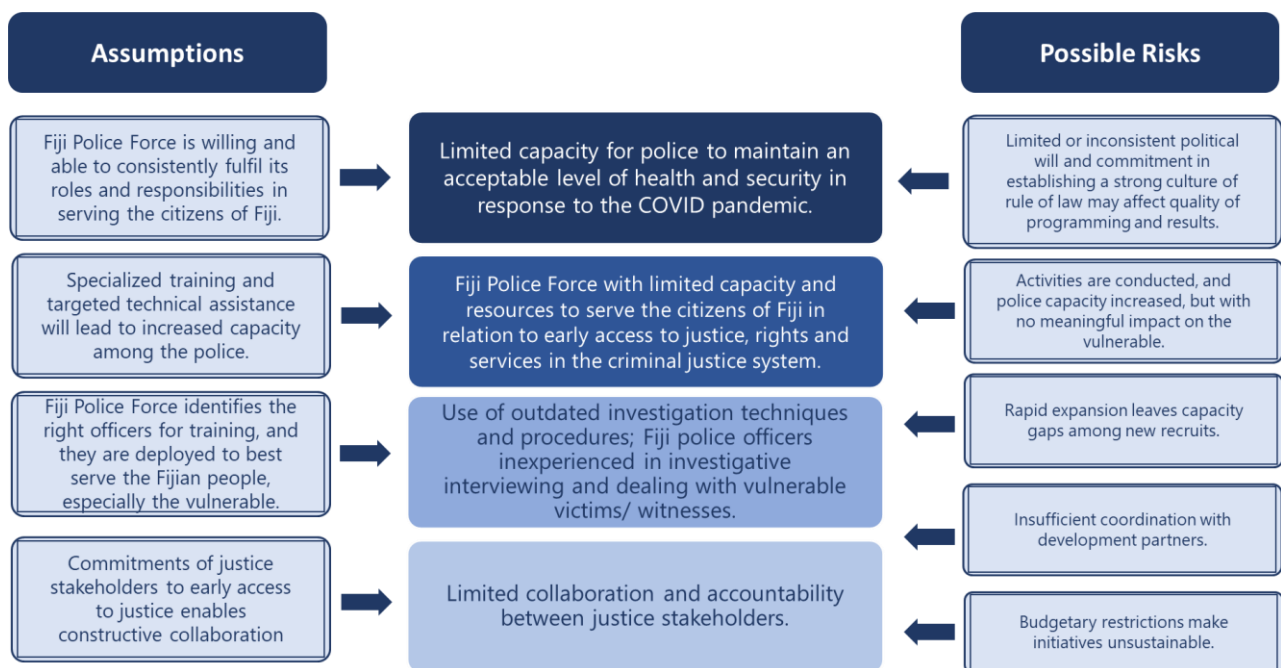 Assumptions
Fiji Police Force is willing and
able to consistently fulfil its
roles and responsibilities in
serving the citizens of Fiji.
Specialized training and
targeted technical assistance
will lead to increased capacity
among the police.
Fiji Police Force identifies the
right officers for training, and
they are deployed to best
serve the Fijian people,
especially the vulnerable.
Commitments of justice
stakeholders to early access
to justice enables
constructive collaboration
Limited capacity for police to maintain an
acceptable level of health and security in
response to the COVID pandemic.
Fiji Police Force with limited capacity and
resources to serve the citizens of Fiji in
relation to early access to justice, rights and
services in the criminal justice system.
Use of outdated investigation techniques
and procedures; Fiji police officers
inexperienced in investigative
interviewing and dealing with vulnerable
victims/ witnesses.
Limited collaboration and accountability
between justice stakeholders.
Possible Risks
Limited or inconsistent political
will and commitment in
establishing a strong culture of
rule of law may affect quality of
programming and results.
Activities are conducted, and
police capacity increased, but with
no meaningful impact on the
vulnerable.
Rapid expansion leaves capacity
gaps among new recruits.
Insufficient coordination with
development partners.
Budgetary restrictions make
initiatives unsustainable.